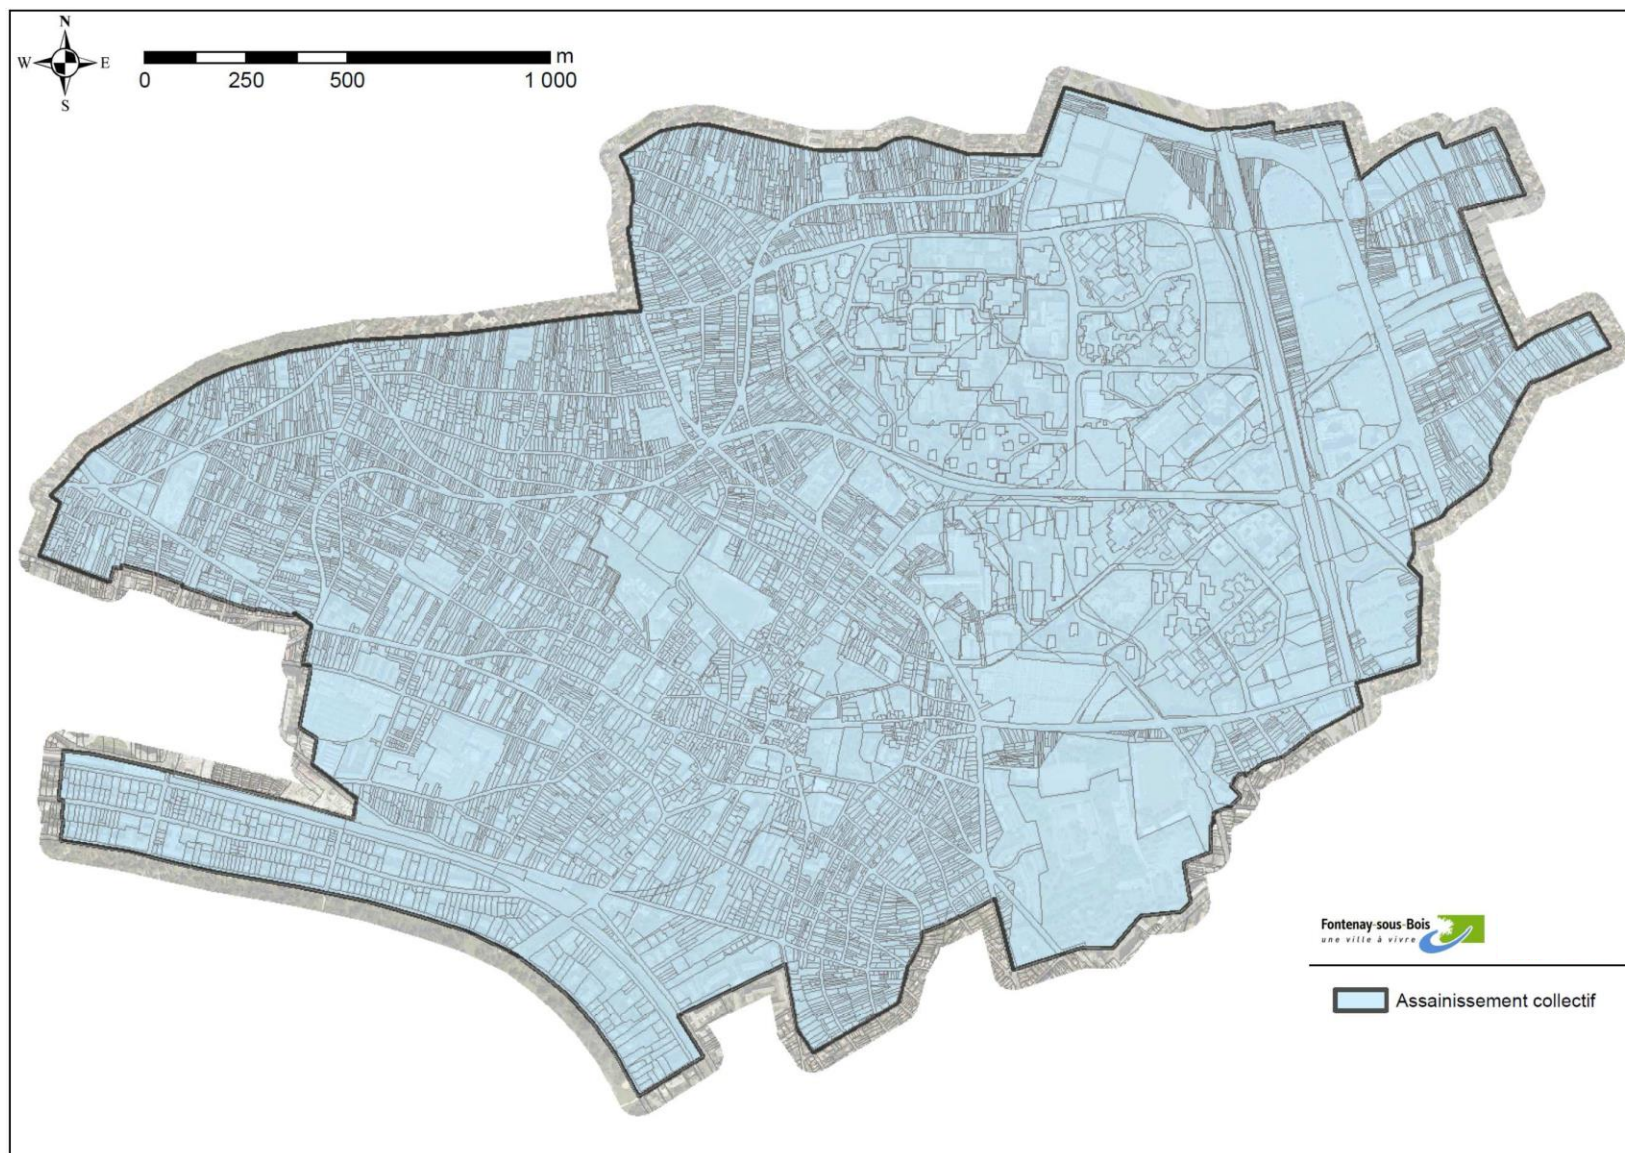 N
W E
S
0 250 500 1 000 m
Fontenay-sous-Bois
une ville à vivre
Assainissement collectif